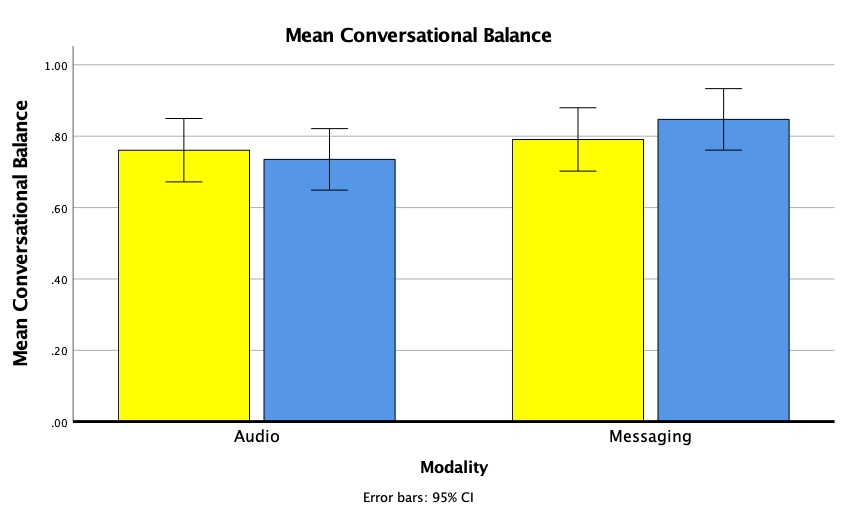 Mean Conversational Balance
Mean Conversational Balance
1.00
.80
.60
.40
.20
.00
Audio
Messaging
Modality
Error bars: 95% CI